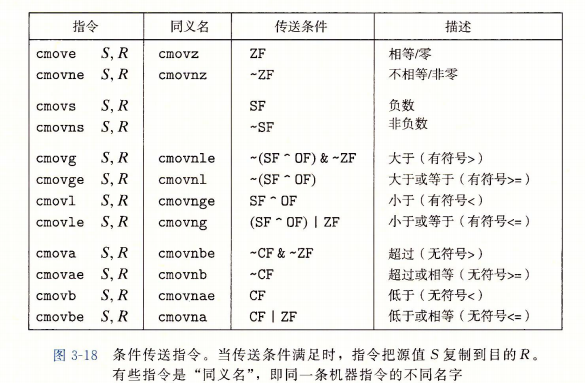 指令 同义名 传送条件 描述
cmove S, R cmovz ZF 相等/零
cmovne S, R cmovnz ~ZF 不相等/非零
cmovs S, R SF 负数
cmovns S, R ~SF 非负数
cmovg S, R cmovnle ~(SF ^ OF) & ~ZF 大于（有符号>）
cmovge S, R cmovnl ~(SF ^ OF) 大于或等于（有符号>=）
cmovl S, R cmovnge SF ^ OF 小于（有符号<）
cmovle S, R cmovng (SF ^ OF) | ZF 小于或等于（有符号<=）
cmova S, R cmovnbe ~CF & ~ZF 超过（无符号>）
cmovae S, R cmovnb ~CF 超过或相等（无符号>=）
cmovb S, R cmovnae CF 低于（无符号<）
cmovbe S, R cmovna CF | ZF 低于或相等（无符号<=）
图 3-18 条件传送指令。当传送条件满足时，指令把源值 S 复制到目的 R。
有些指令是“同义名”，即同一条机器指令的不同名字